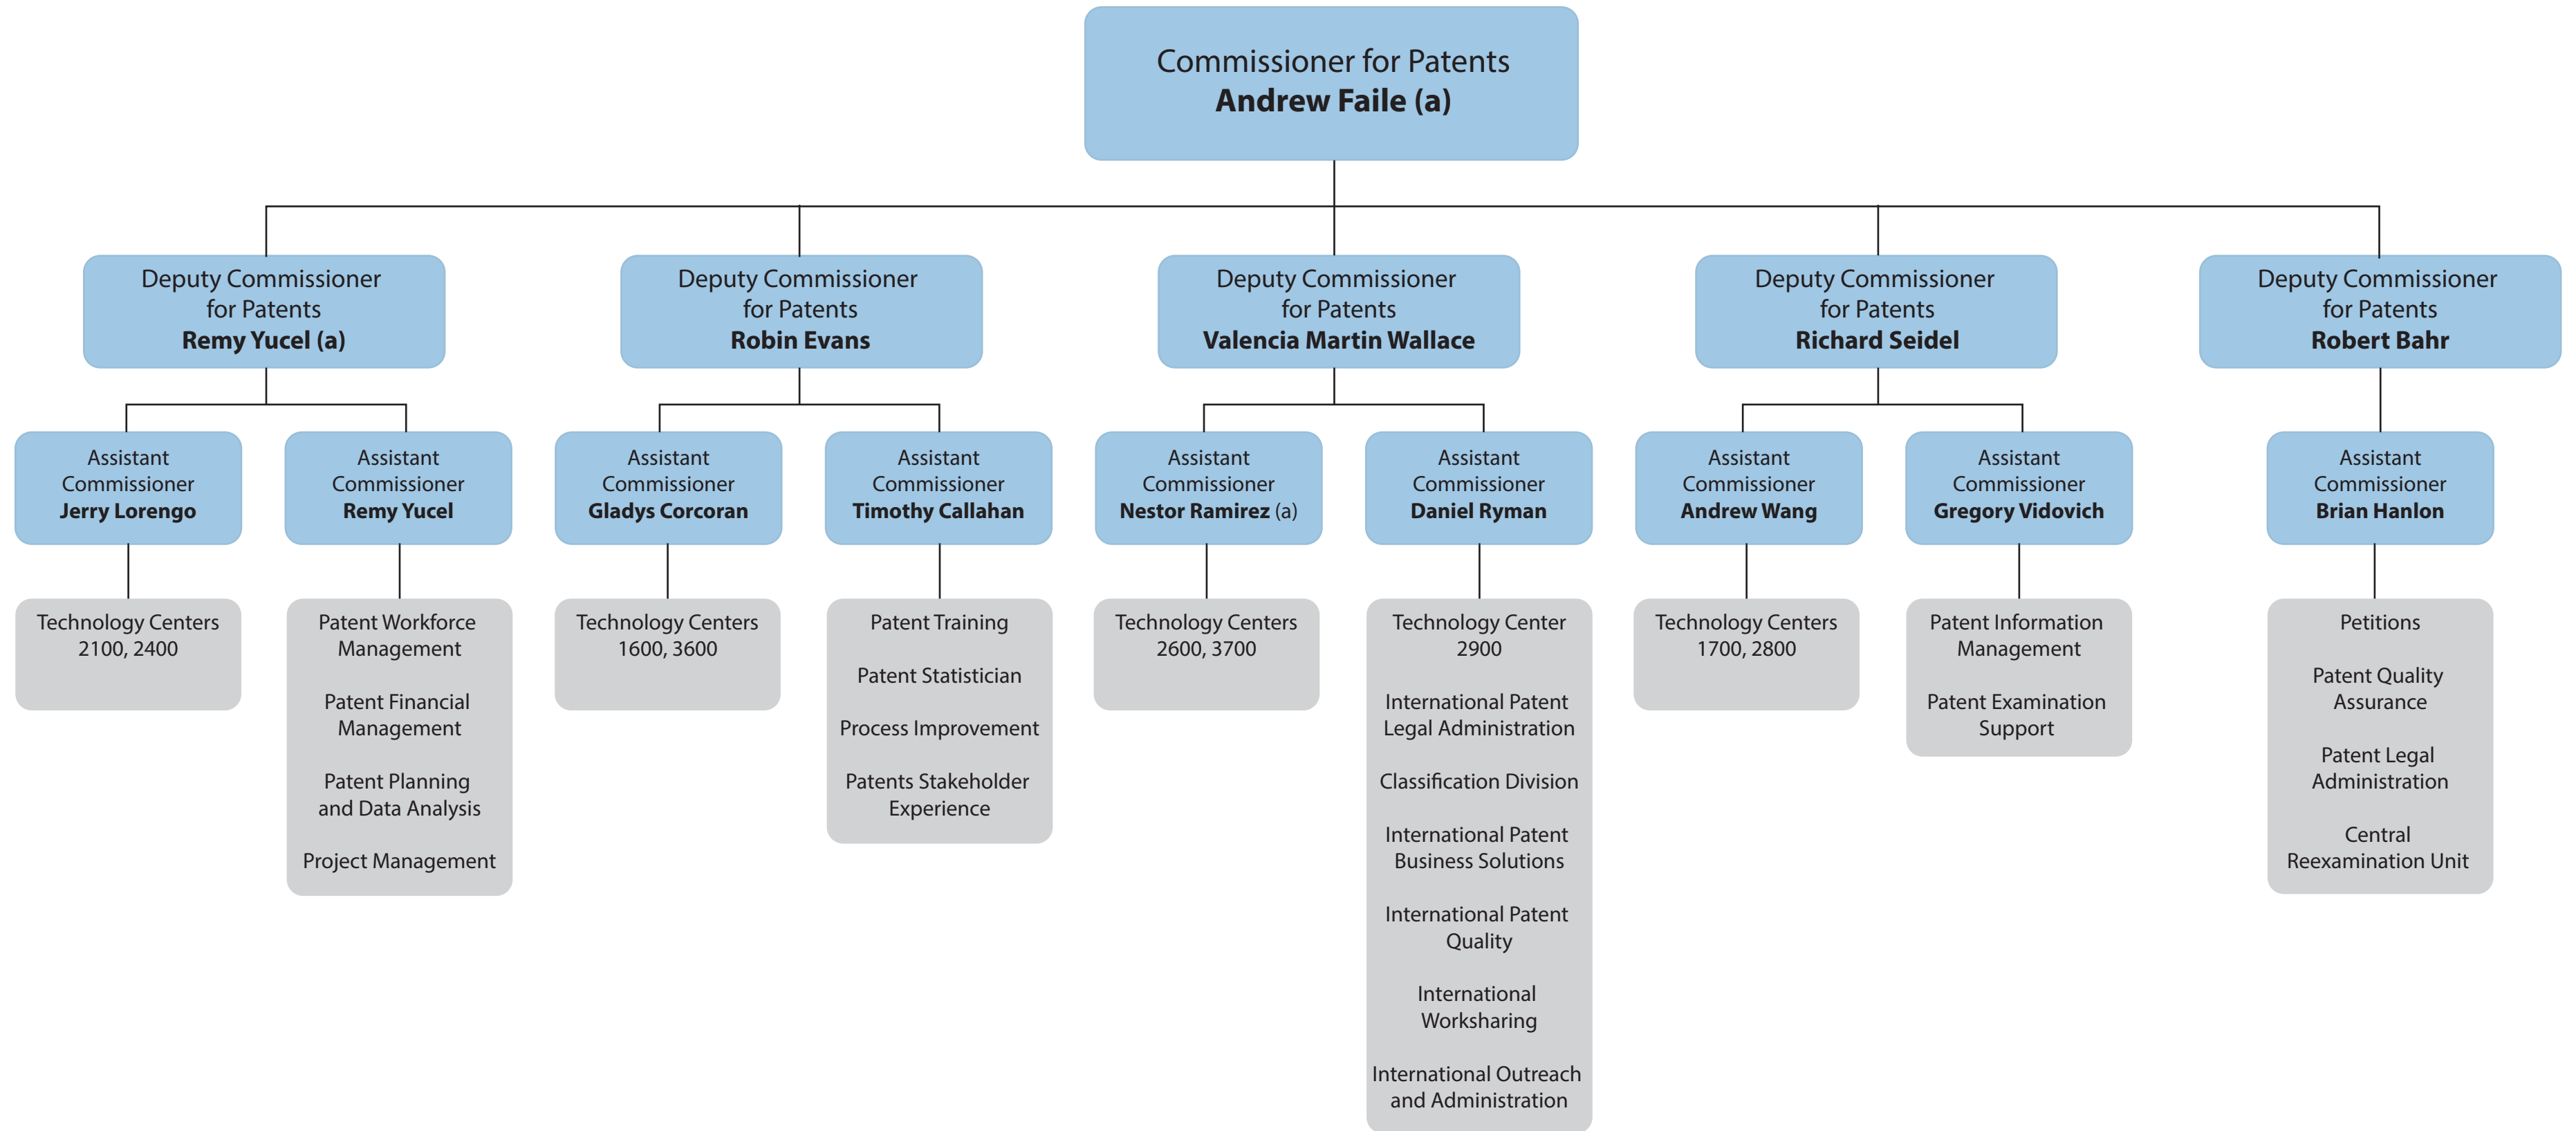 Commissioner for Patents
Andrew Faile (a)
Deputy Commissioner
for Patents
Remy Yucel (a)
Deputy Commissioner
for Patents
Robin Evans
Deputy Commissioner
for Patents
Valencia Martin Wallace
Deputy Commissioner
for Patents
Richard Seidel
Deputy Commissioner
for Patents
Robert Bahr
Assistant
Commissioner
Jerry Lorengo
Assistant
Commissioner
Remy Yucel
Assistant
Commissioner
Gladys Corcoran
Assistant
Commissioner
Timothy Callahan
Assistant
Commissioner
Nestor Ramirez (a)
Assistant
Commissioner
Daniel Ryman
Assistant
Commissioner
Andrew Wang
Assistant
Commissioner
Gregory Vidovich
Assistant
Commissioner
Brian Hanlon
Technology Centers
2100, 2400
Patent Workforce
Management
Patent Financial
Management
Patent Planning
and Data Analysis
Project Management
Technology Centers
1600, 3600
Patent Training
Patent Statistician
Process Improvement
Patents Stakeholder
Experience
Technology Centers
2600, 3700
Technology Center
2900
International Patent
Legal Administration
Classification Division
International Patent
Business Solutions
International Patent
Quality
International
Worksharing
International Outreach
and Administration
Technology Centers
1700, 2800
Patent Information
Management
Patent Examination
Support
Petitions
Patent Quality
Assurance
Patent Legal
Administration
Central
Reexamination Unit